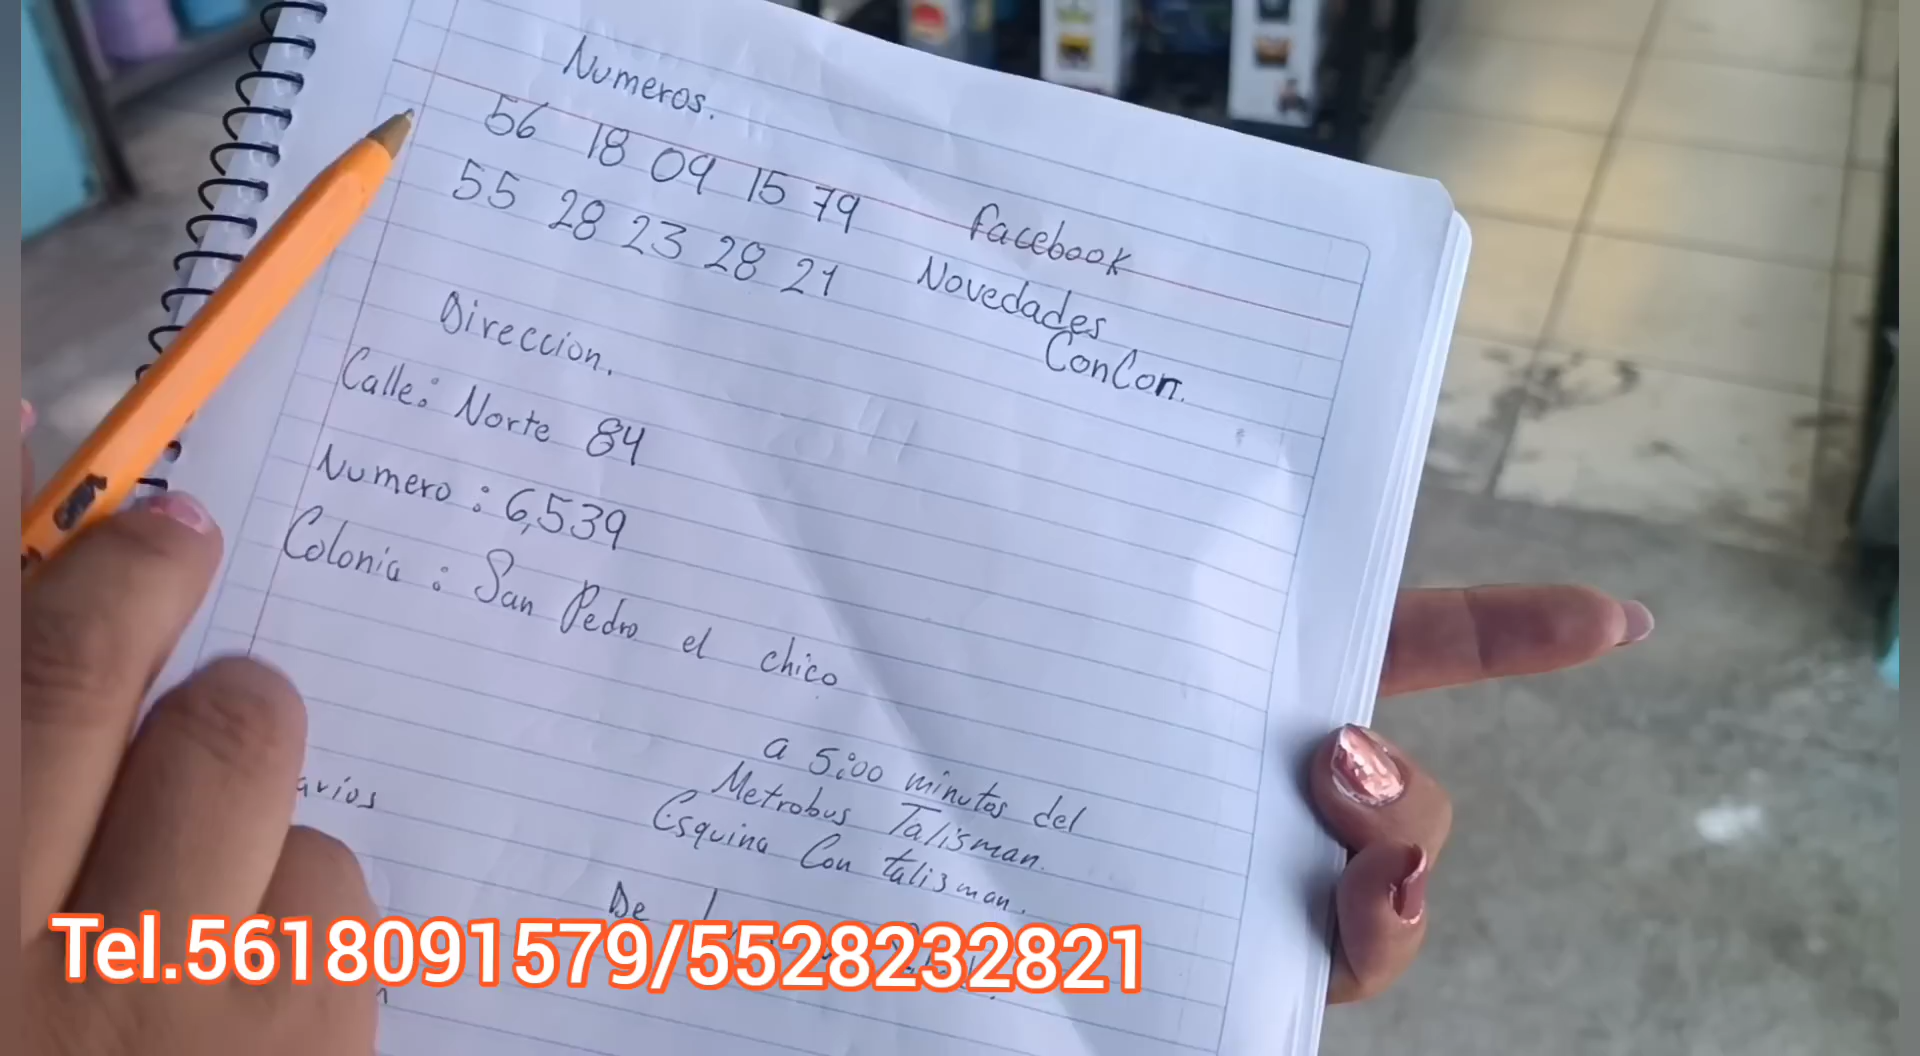 Numeros.
56 18 09 15 79
55 28 23 28 21
facebook
Novedades
ConCon.
Direccion.
Calle: Norte 84
Numero: 6,539
Colonia: San Pedro el chico
a 5:00 minutos del
Metrobus Talisman.
Esquina Con talisman.
De
Tel.5618091579/5528232821